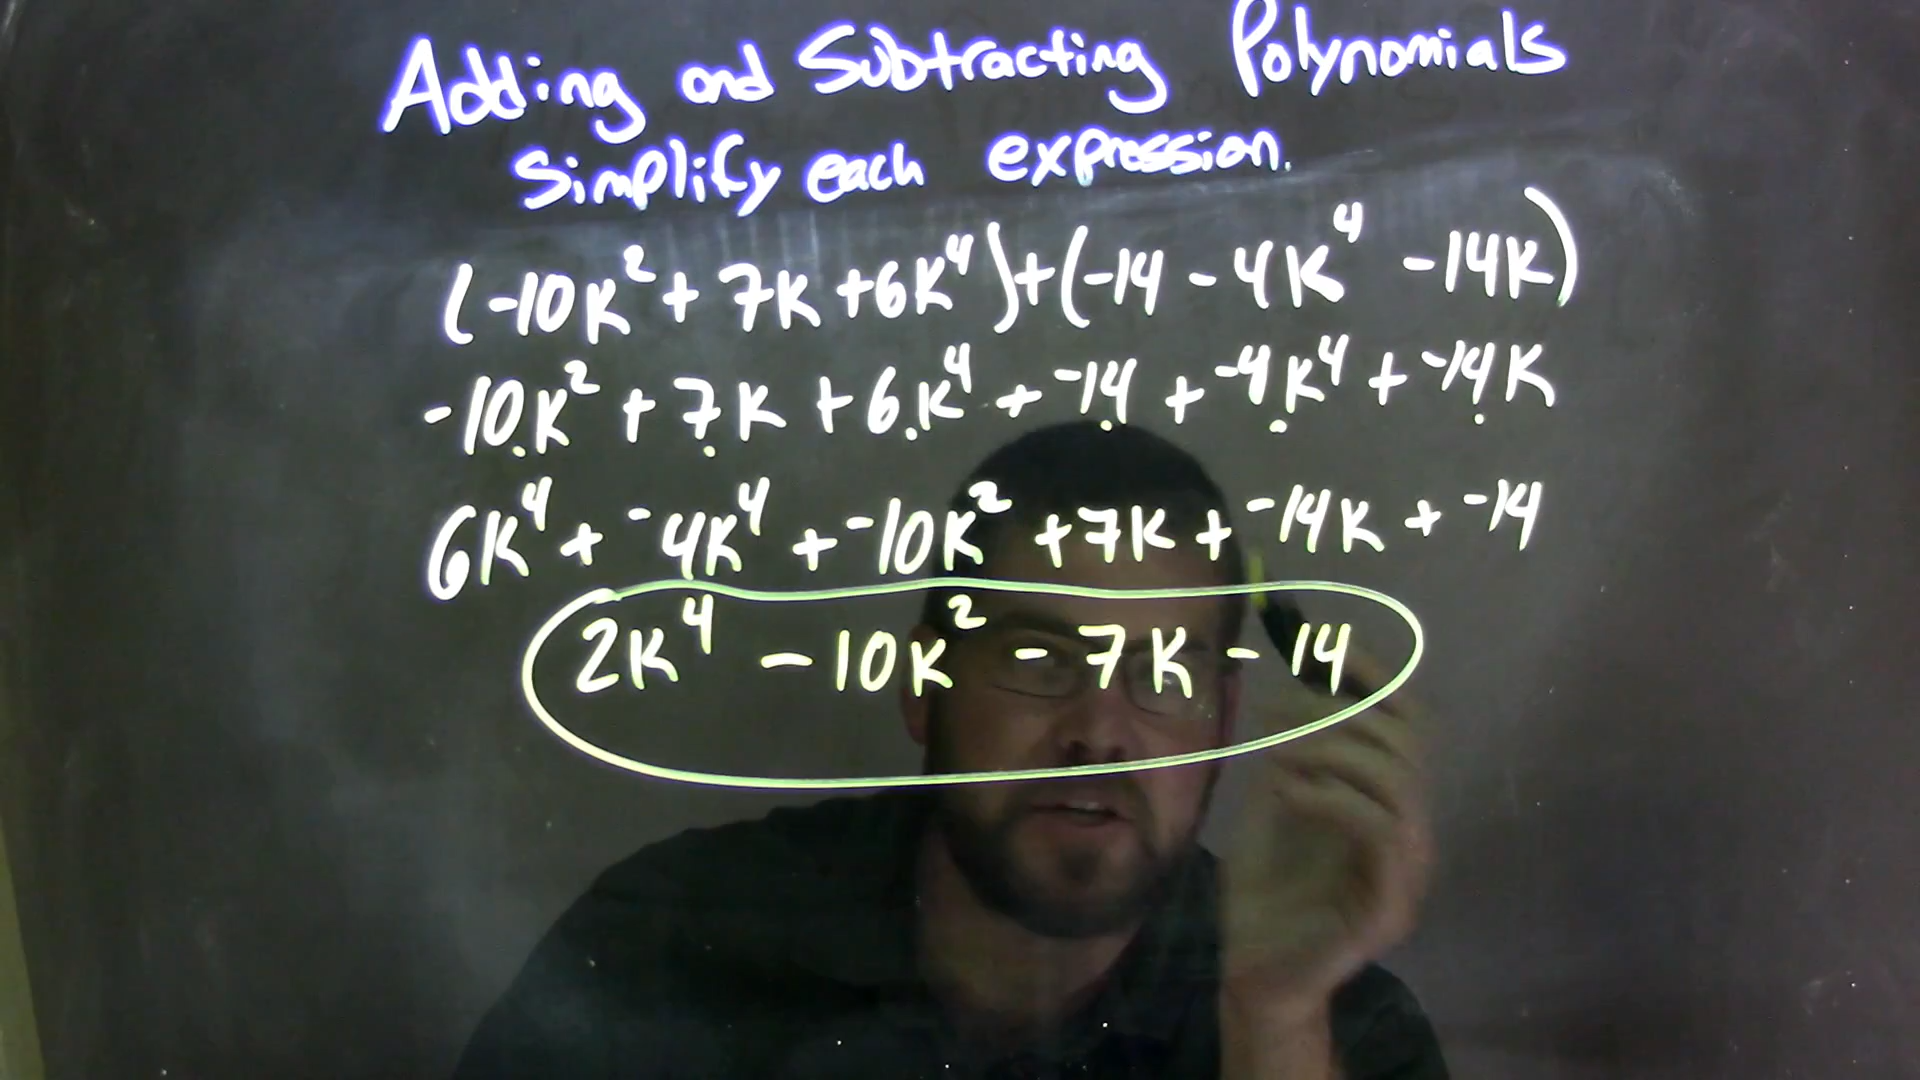 Adding and Subtracting Polynomials
Simplify each expression.
(-10k² + 7k + 6k⁴) + (-14 - 4k⁴ - 14k)
-10k² + 7k + 6k⁴ + -14 + -4k⁴ + -14k
6k⁴ + -4k⁴ + -10k² + 7k + -14k + -14
2k⁴ - 10k² - 7k - 14